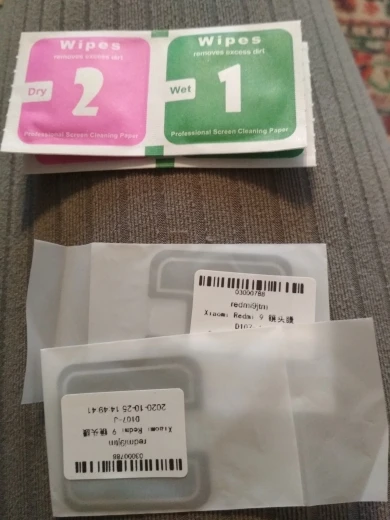 Wipes
removes excess dirt
Dry
2
Professional Screen Cleaning Paper
Wipes
removes excess dirt
Wet
1
Professional Screen Cleaning Paper
03000788
redmi9jtm
Xiaomi Redmi 9 镜头膜
D107-
03000788
redmi9jtm
Xiaomi Redmi 9 镜头膜
D107-J
2020-10-25 14:49:41